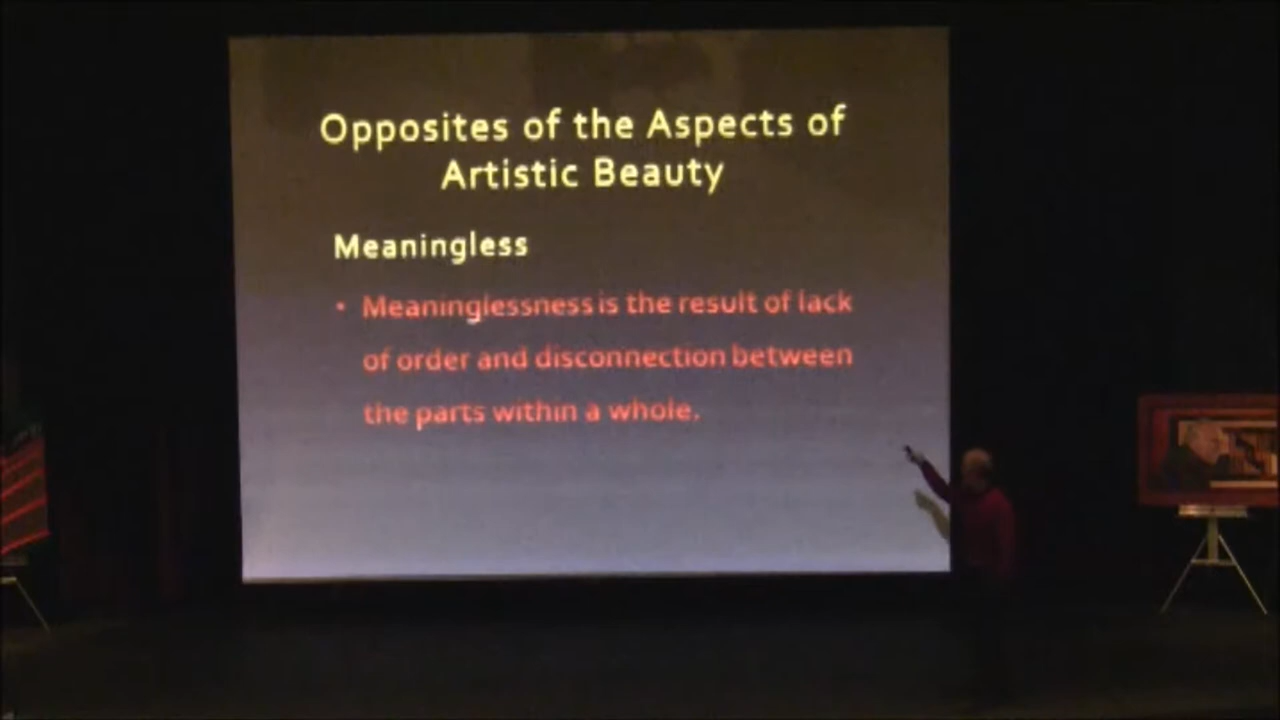 Opposites of the Aspects of
Artistic Beauty
Meaningless
• Meaninglessness is the result of lack
of order and disconnection between
the parts within a whole.